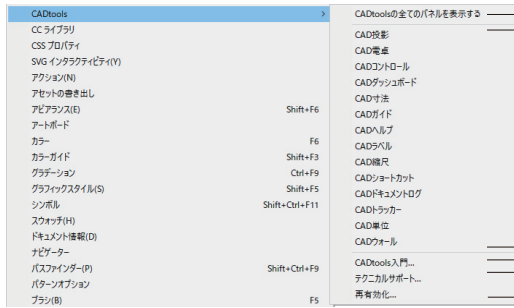 CADtools
CC ライブラリ
CSS プロパティ
SVG インタラクティビティ(Y)
アクション(N)
アセットの書き出し
アピアランス(E) Shift+F6
アートボード
カラー F6
カラーガイド Shift+F3
グラデーション Ctrl+F9
グラフィックスタイル(S) Shift+F5
シンボル Shift+Ctrl+F11
スウォッチ(H)
ドキュメント情報(D)
ナビゲーター
パスファインダー(P) Shift+Ctrl+F9
パターンオプション
ブラシ(B) F5
CADtoolsの全てのパネルを表示する
CAD投影
CAD電卓
CADコントロール
CADダッシュボード
CAD寸法
CADガイド
CADヘルプ
CADラベル
CAD縮尺
CADショートカット
CADドキュメントログ
CADトラッカー
CAD単位
CADウォール
CADtools入門...
テクニカルサポート...
再有効化...